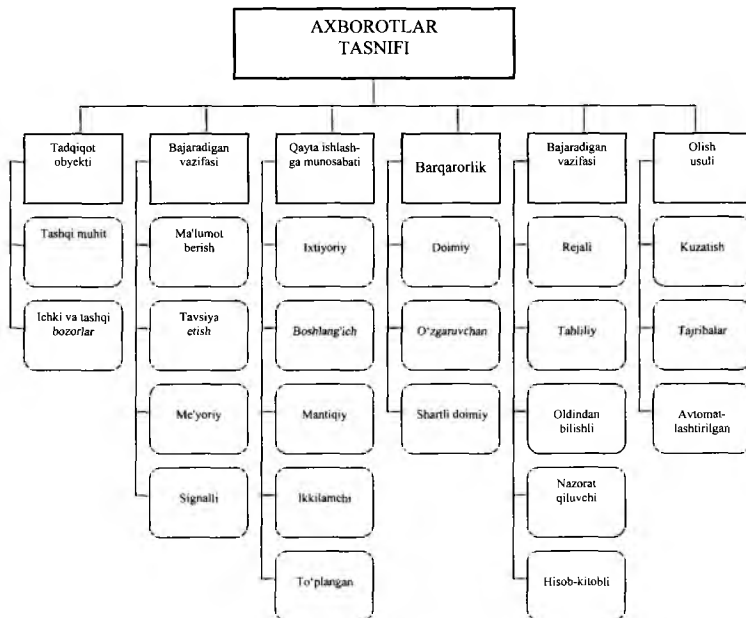 AXBOROTLAR
TASNIFI
Tadqiqot
obyekti
Tashqi muhit
Ichki va tashqi
bozorlar
Bajaradigan
vazifasi
Ma'lumot
berish
Tavsiya
etish
Me'yoriy
Signalli
Qayta ishlash-
ga munosabati
Ixtiyoriy
Boshlang'ich
Mantiqiy
Ikkilamchi
To'plangan
Barqarorlik
Doimiy
O'zgaruvchan
Shartli doimiy
Bajaradigan
vazifasi
Rejali
Tahliliy
Oldindan
bilishli
Nazorat
qiluvchi
Hisob-kitobli
Olish
usuli
Kuzatish
Tajribalar
Avtomat-
lashtirilgan